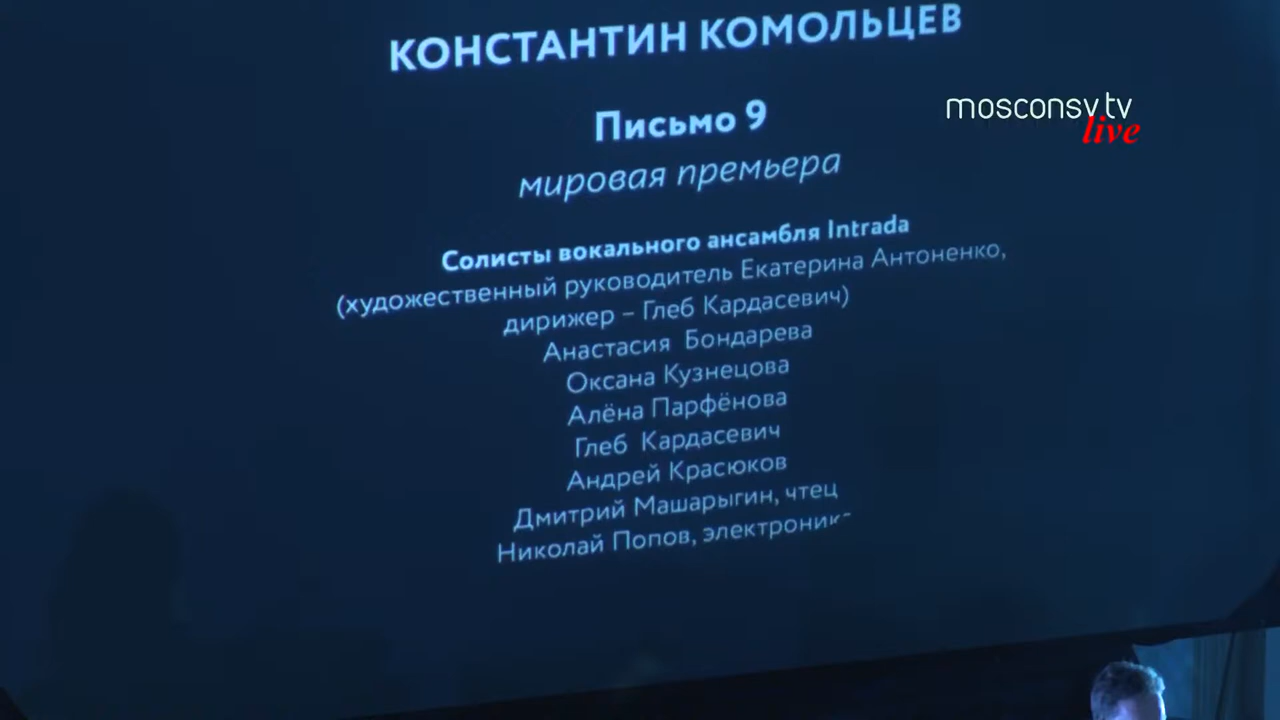 КОНСТАНТИН КОМОЛЬЦЕВ
mosconsv.tv
live
Письмо 9
мировая премьера
Солисты вокального ансамбля Intrada
(художественный руководитель Екатерина Антоненко,
дирижер – Глеб Кардасевич)
Анастасия Бондарева
Оксана Кузнецова
Алёна Парфёнова
Глеб Кардасевич
Андрей Красюков
Дмитрий Машарыгин, чтец
Николай Попов,